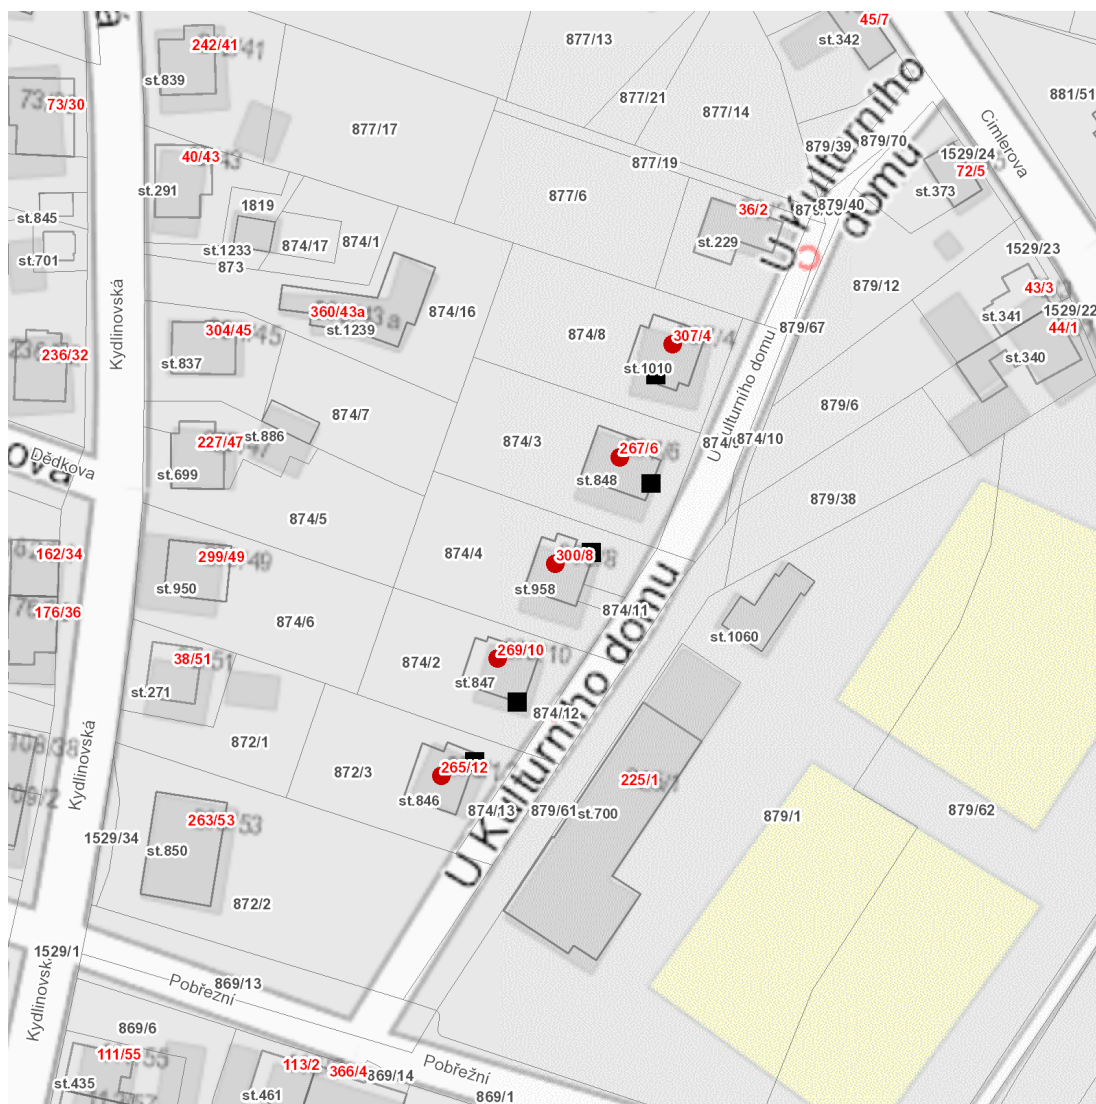 45/7
877/13
st.342
242/41
st.839
73/30
877/21
881/51
877/14
877/17
879/39
879/70
U Kulturního domu
Cimlerova
1529/24
40/43
877/19
72/5
st.291
st.373
877/6
1819
36/2
879/40
st.845
874/17
874/1
st.229
1529/23
st.1233
st.701
873
879/12
43/3
Kydlinovská
360/43a
874/16
1529/22
st.341
304/45
st.1239
874/8
307/4
879/67
44/1
236/32
st.837
st.1010
st.340
U Kulturního domu
879/6
874/7
227/47
st.886
874/3
267/6
874/10
Dědkova
st.699
st.848
879/38
874/5
162/34
299/49
874/4
300/8
st.950
st.958
176/36
874/11
874/6
st.1060
38/51
874/2
269/10
st.271
st.847
874/12
U Kulturního domu
872/1
Kydlinovská
872/3
265/12
225/1
st.846
263/53
874/13
879/61
st.700
879/1
879/62
1529/34
st.850
872/2
1529/1
Kydlinovská
869/13
Pobřežní
869/6
111/55
113/2
366/4
869/14
Pobřežní
st.435
st.461
869/1